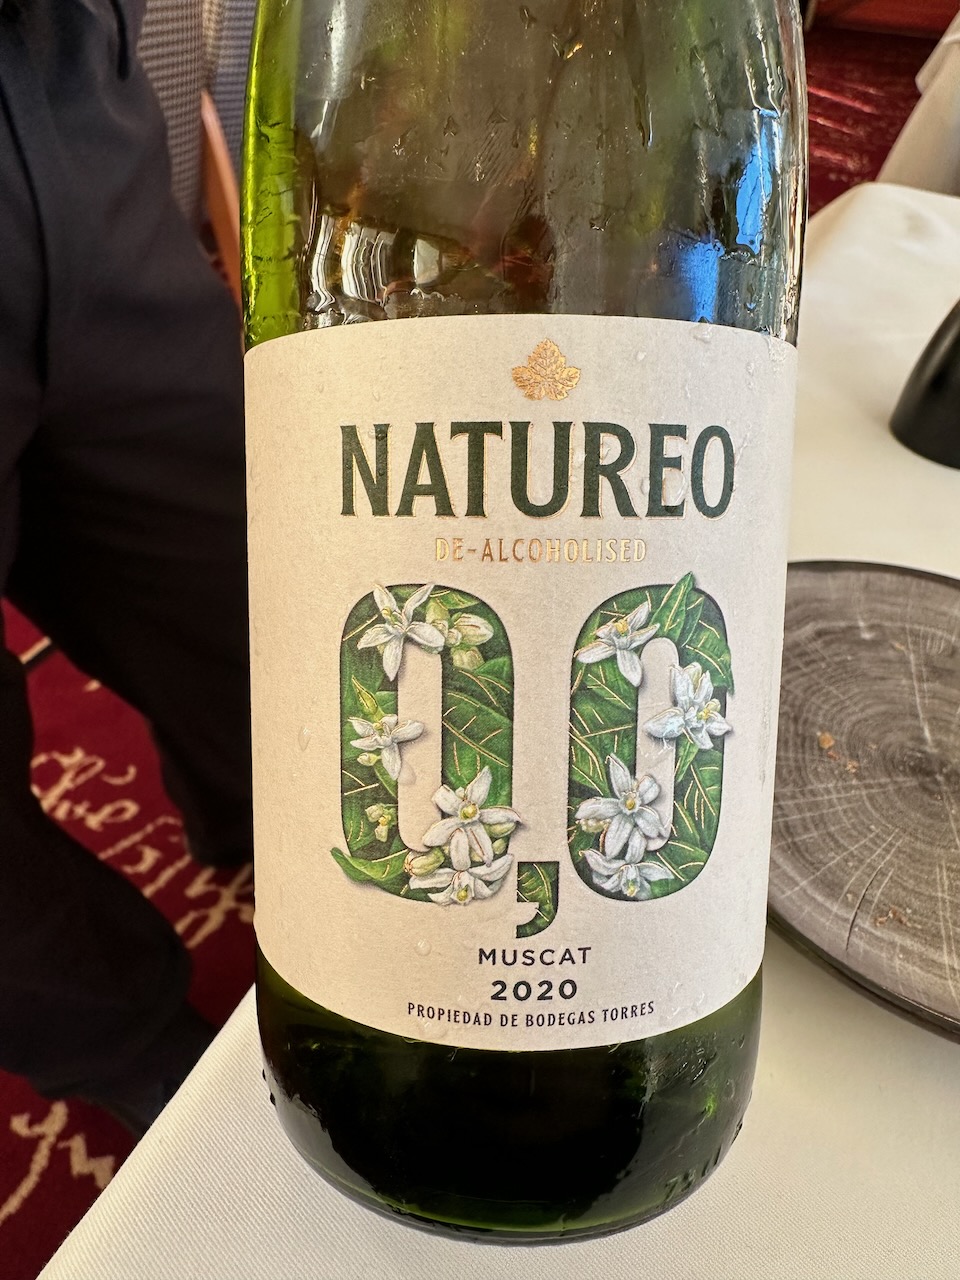 NATUREO
DE-ALCOHOLISED
0,0
MUSCAT
2020
PROPIEDAD DE BODEGAS TORRES